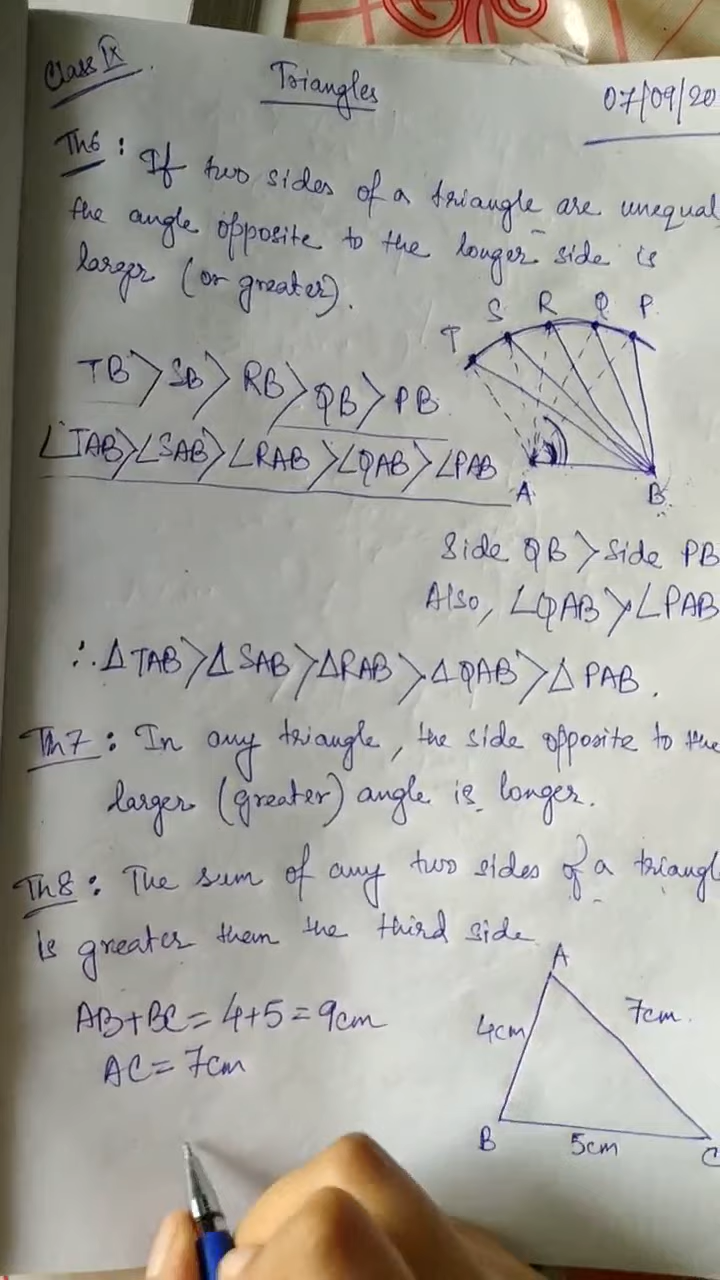 Class IX
Triangles
07/09/20
Th6 : If two sides of a triangle are unequal,
the angle opposite to the longer side is
larger (or greater).
T S R Q P
TB > SB > RB > QB > PB
∠TAB > ∠SAB > ∠RAB > ∠QAB > ∠PAB
A B
Side QB > Side PB
Also, ∠QAB > ∠PAB
∴ Δ TAB > Δ SAB > ΔRAB > ΔQAB > Δ PAB.
Th7 : In any triangle, the side opposite to the
larger (greater) angle is longer.
Th8 : The sum of any two sides of a triangle
is greater them the third side
A
AB+BC = 4+5 = 9cm
4cm 7cm.
AC = 7cm
B 5cm C